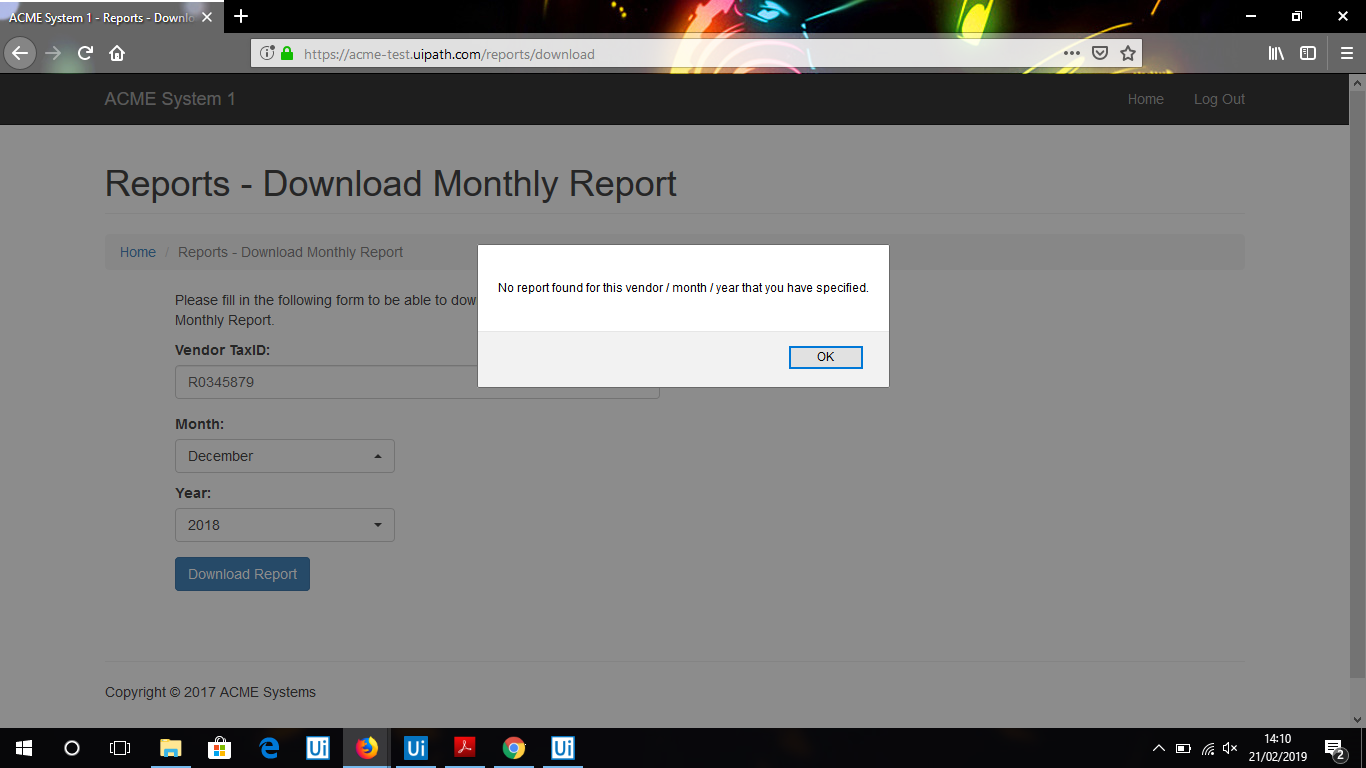 ACME System 1 - Reports - Downlo
https://acme-test.uipath.com/reports/download
ACME System 1
Home
Log Out
Reports - Download Monthly Report
Home / Reports - Download Monthly Report
No report found for this vendor / month / year that you have specified.
OK
Please fill in the following form to be able to dow
Monthly Report.
Vendor TaxID:
R0345879
Month:
December
Year:
2018
Download Report
Copyright © 2017 ACME Systems
Ui
Ui
Ui
14:10
21/02/2019
2